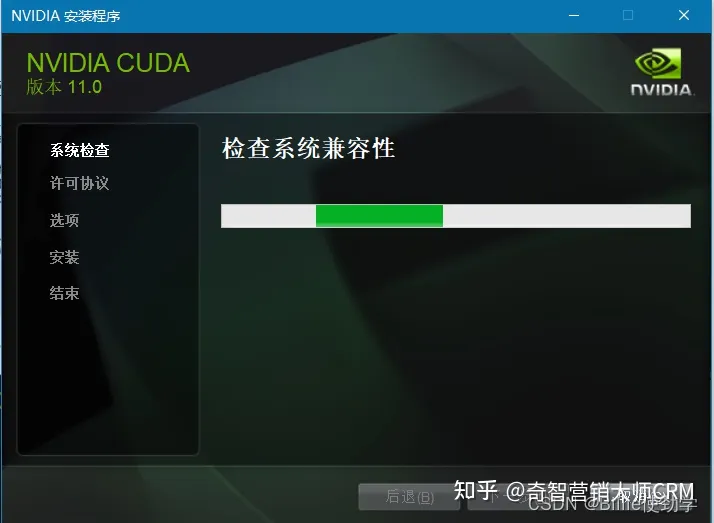 NVIDIA 安装程序
NVIDIA CUDA
版本 11.0
NVIDIA.
系统检查
许可协议
选项
安装
结束
检查系统兼容性
后退(B)
知乎 @奇智营销大师CRM
CSDN @Billie使劲学